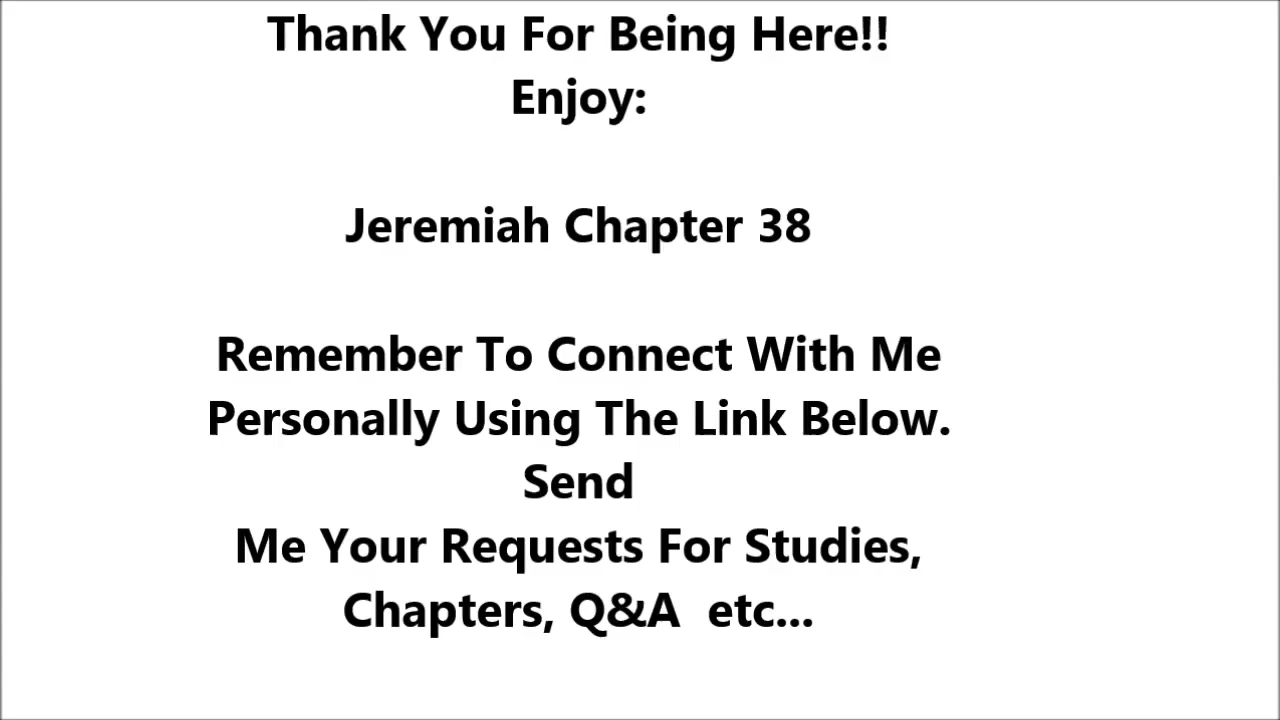 Thank You For Being Here!!
Enjoy:
Jeremiah Chapter 38
Remember To Connect With Me
Personally Using The Link Below.
Send
Me Your Requests For Studies,
Chapters, Q&A  etc...